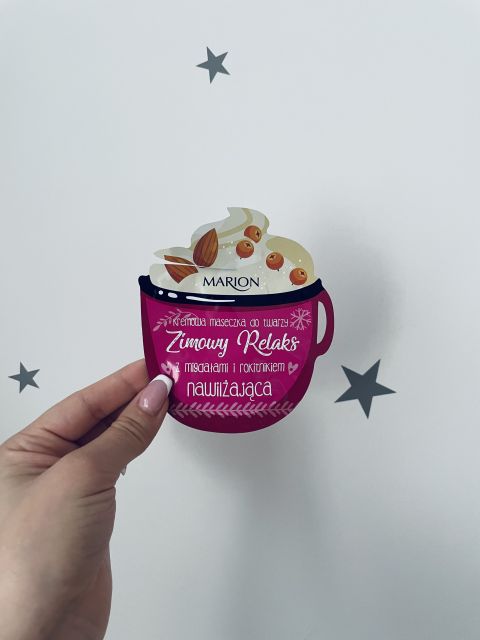 MARION
kremowa maseczka do twarzy
Zimowy Relaks
z migdałami i rokitnikiem
nawilżająca